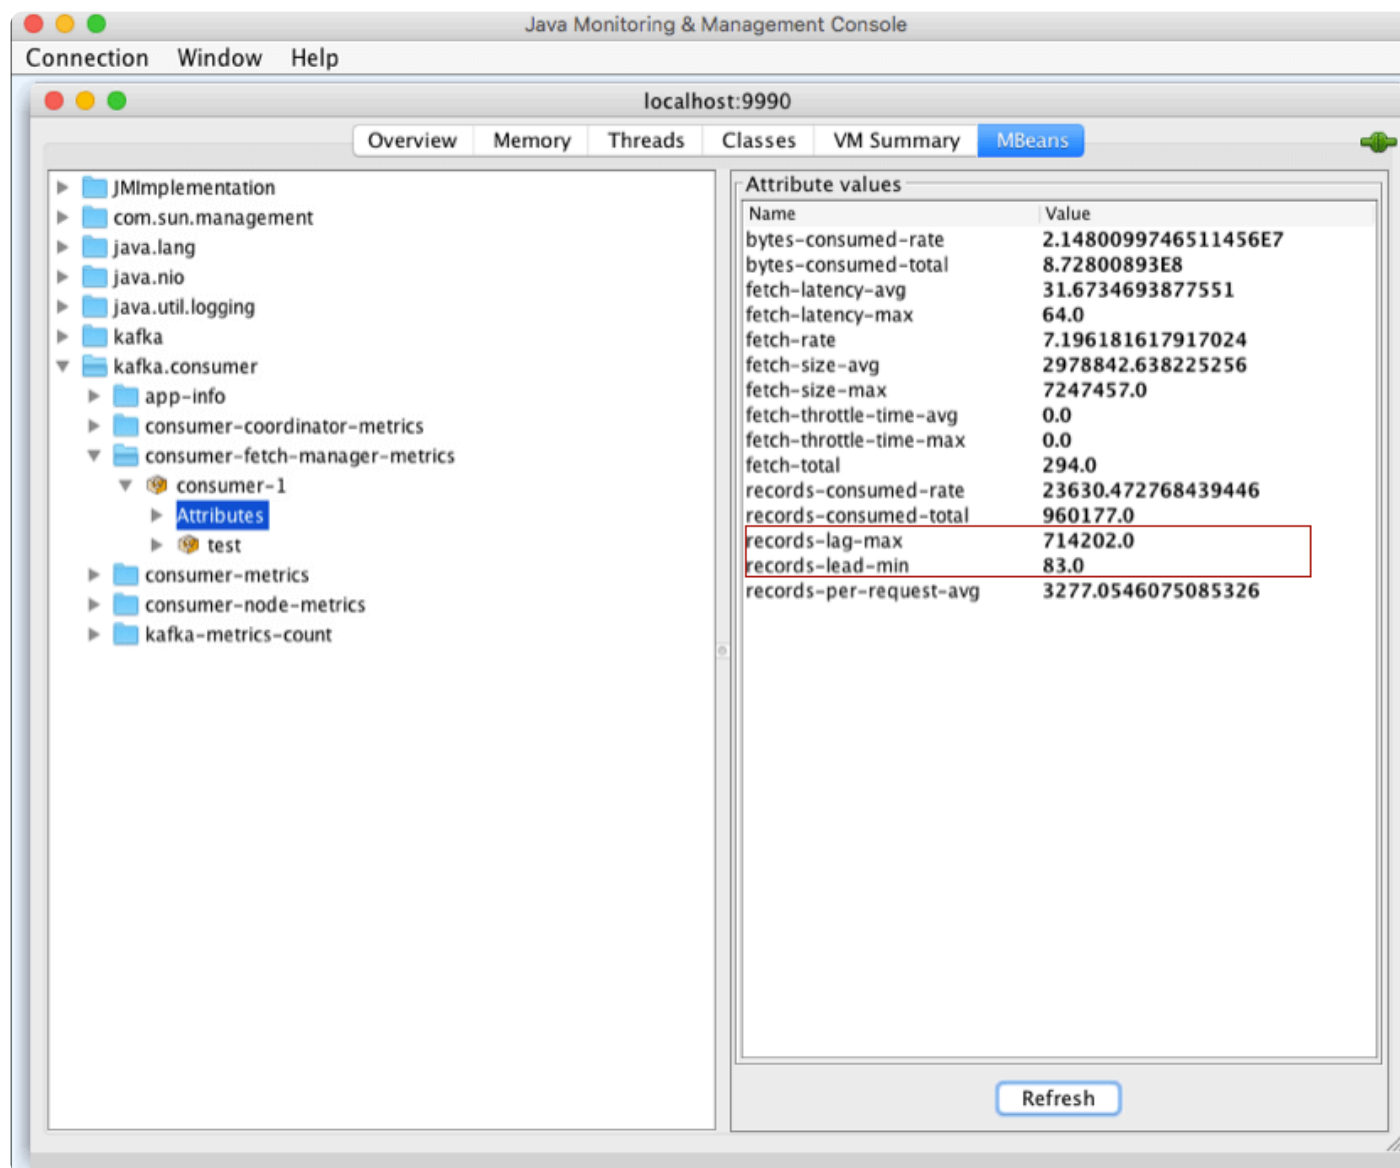 Java Monitoring & Management Console
Connection Window Help
localhost:9990
Overview Memory Threads Classes VM Summary MBeans
JMImplementation
com.sun.management
java.lang
java.nio
java.util.logging
kafka
kafka.consumer
app-info
consumer-coordinator-metrics
consumer-fetch-manager-metrics
consumer-1
Attributes
test
consumer-metrics
consumer-node-metrics
kafka-metrics-count
Attribute values
Name Value
bytes-consumed-rate 2.1480099746511456E7
bytes-consumed-total 8.72800893E8
fetch-latency-avg 31.6734693877551
fetch-latency-max 64.0
fetch-rate 7.196181617917024
fetch-size-avg 2978842.638225256
fetch-size-max 7247457.0
fetch-throttle-time-avg 0.0
fetch-throttle-time-max 0.0
fetch-total 294.0
records-consumed-rate 23630.472768439446
records-consumed-total 960177.0
records-lag-max 714202.0
records-lead-min 83.0
records-per-request-avg 3277.0546075085326
Refresh